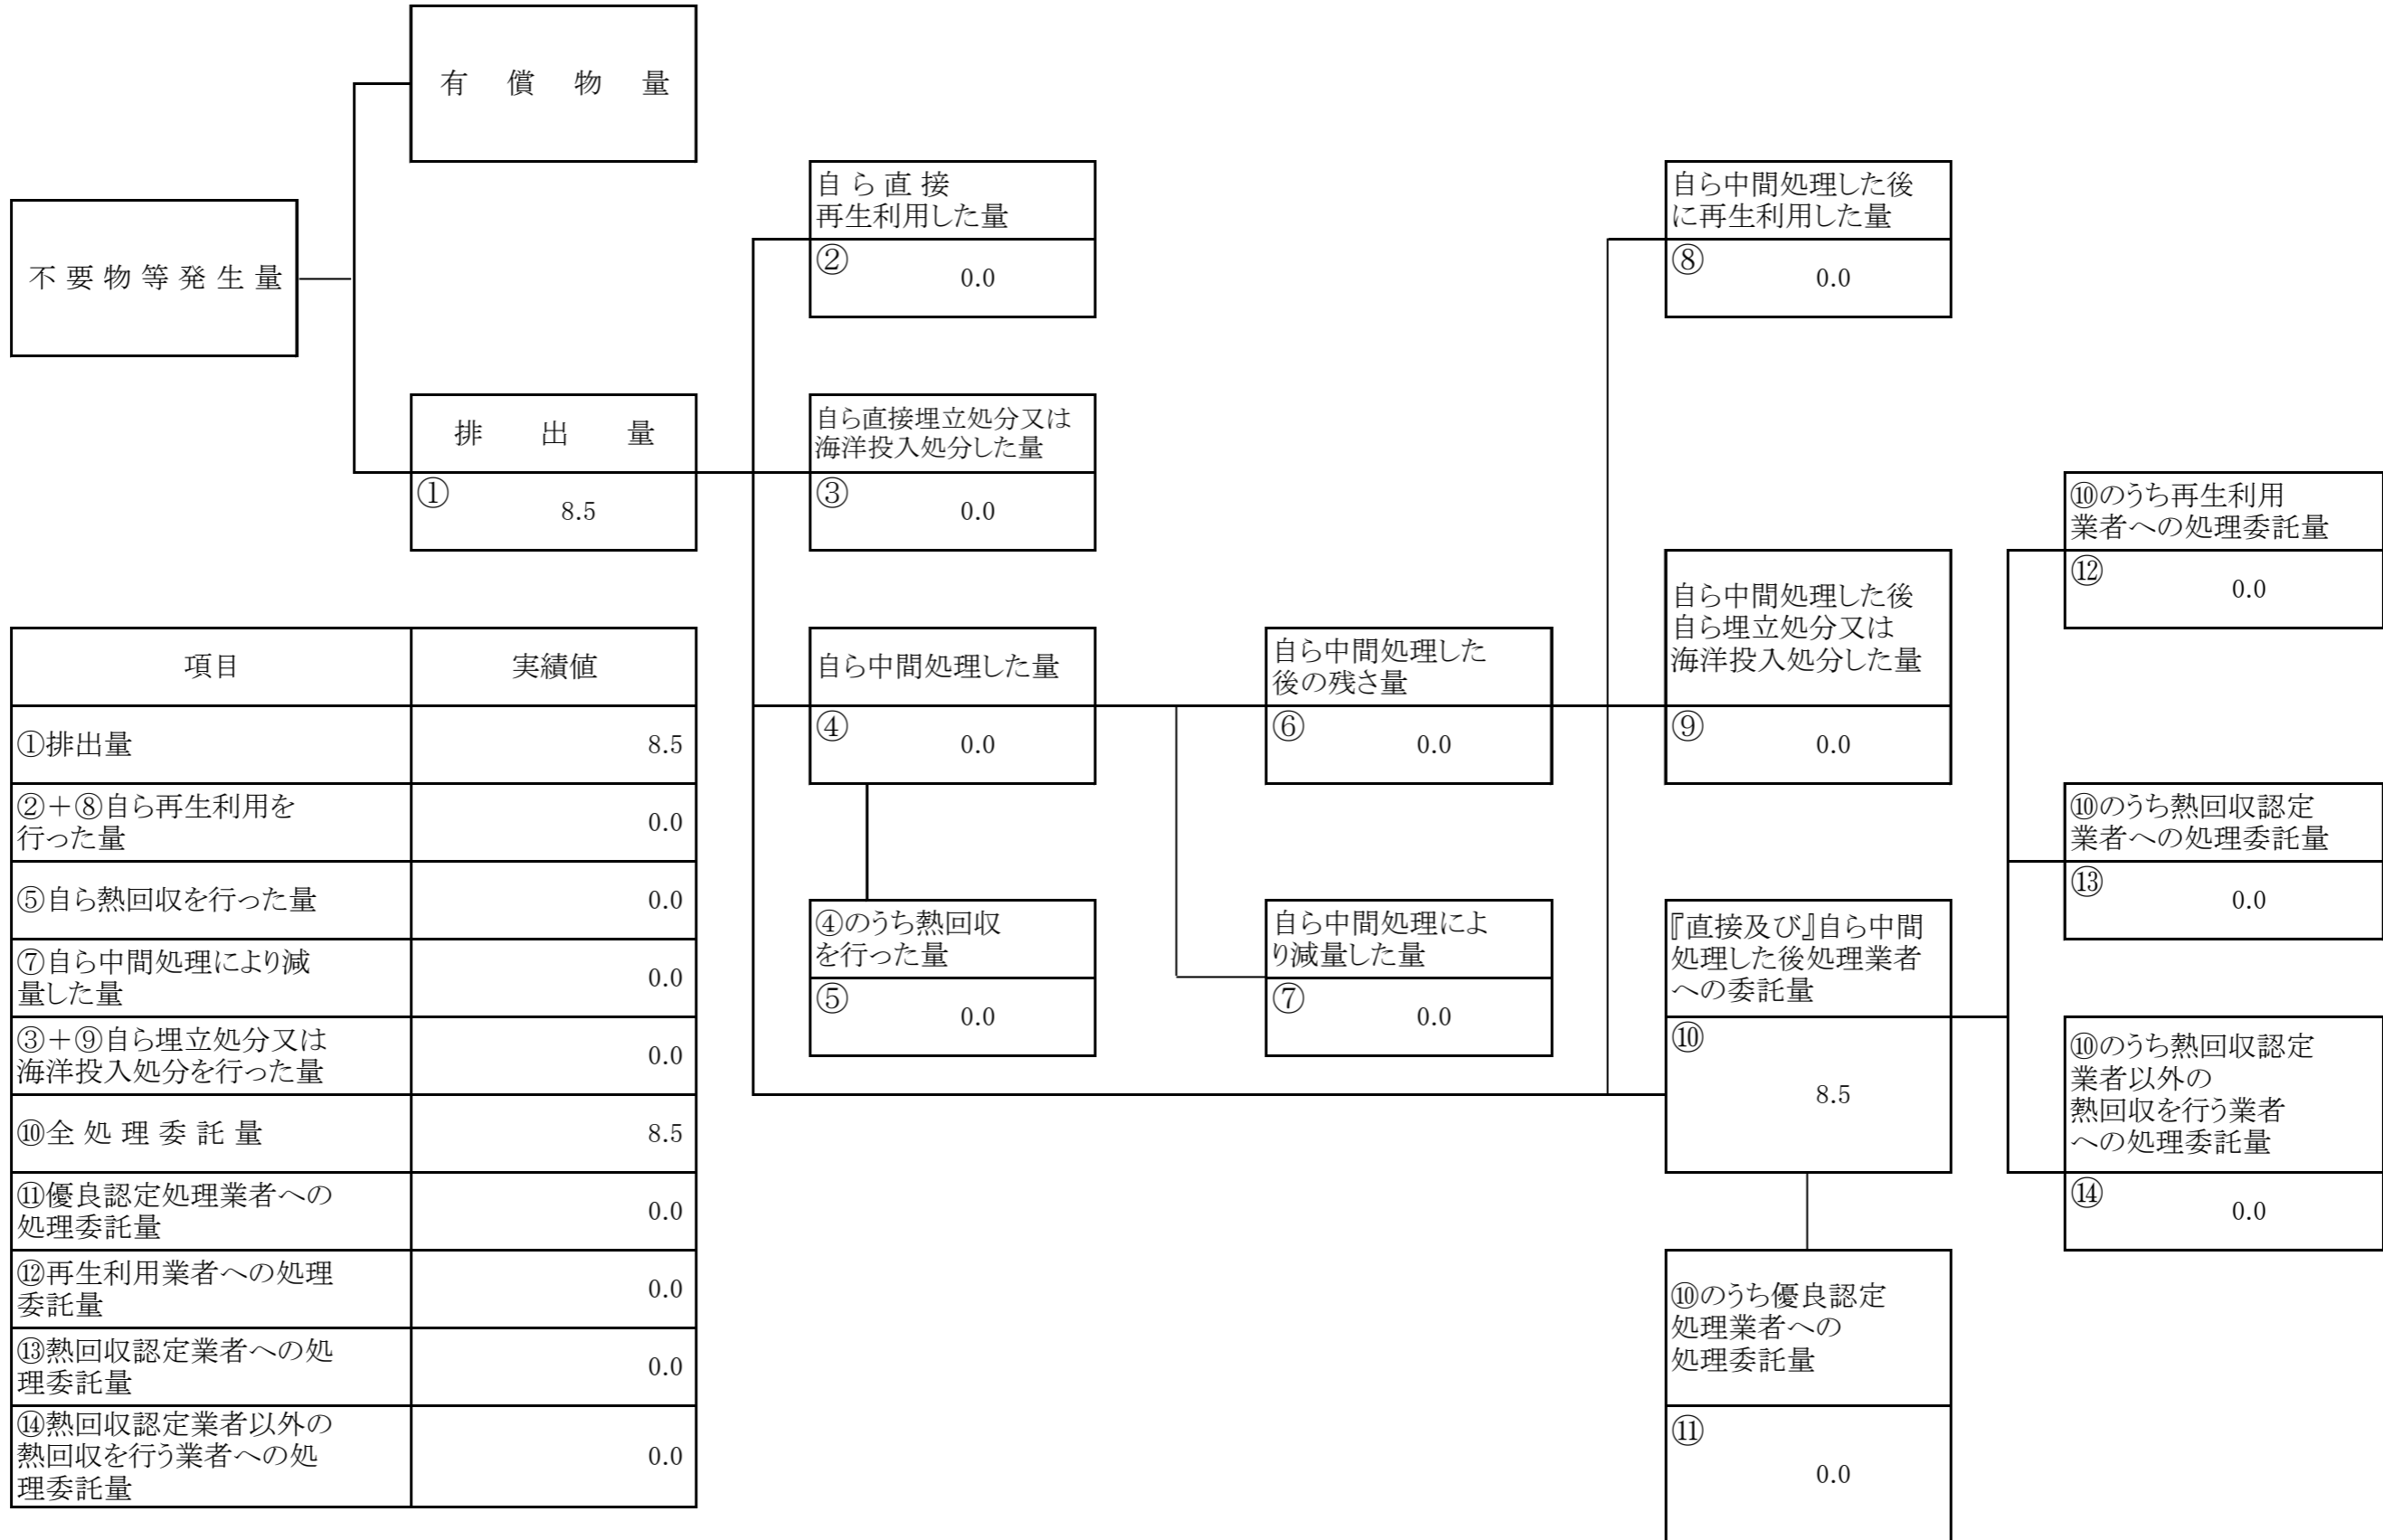 有 償 物 量
不 要 物 等 発 生 量
排 出 量
①
8.5
自 ら 直 接
再生利用した量
②
0.0
自ら直接埋立処分又は
海洋投入処分した量
③
0.0
自ら中間処理した量
④
0.0
④のうち熱回収
を行った量
⑤
0.0
自ら中間処理した
後の残さ量
⑥
0.0
自ら中間処理によ
り減量した量
⑦
0.0
自ら中間処理した後
に再生利用した量
⑧
0.0
自ら中間処理した後
自ら埋立処分又は
海洋投入処分した量
⑨
0.0
『直接及び』自ら中間
処理した後処理業者
への委託量
⑩
8.5
⑩のうち優良認定
処理業者への
処理委託量
⑪
0.0
⑩のうち再生利用
業者への処理委託量
⑫
0.0
⑩のうち熱回収認定
業者への処理委託量
⑬
0.0
⑩のうち熱回収認定
業者以外の
熱回収を行う業者
への処理委託量
⑭
0.0
項目 実績値
①排出量 8.5
②＋⑧自ら再生利用を
行った量 0.0
⑤自ら熱回収を行った量 0.0
⑦自ら中間処理により減
量した量 0.0
③＋⑨自ら埋立処分又は
海洋投入処分を行った量 0.0
⑩全 処 理 委 託 量 8.5
⑪優良認定処理業者への
処理委託量 0.0
⑫再生利用業者への処理
委託量 0.0
⑬熱回収認定業者への処
理委託量 0.0
⑭熱回収認定業者以外の
熱回収を行う業者への処
理委託量 0.0